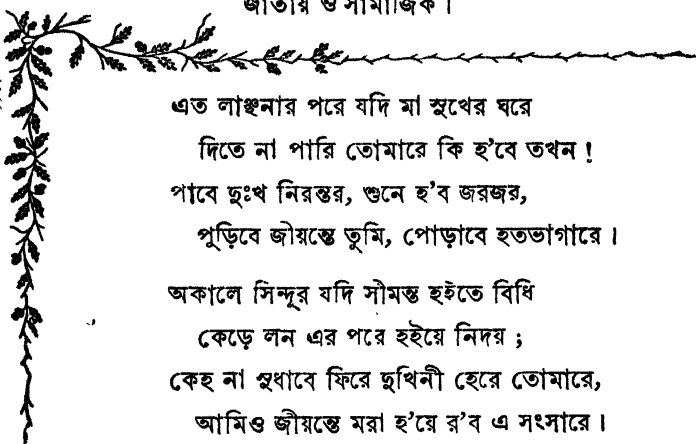 জাতীয় ও সামাজিক।
এত লাঞ্ছনার পরে যদি মা সুখের ঘরে
দিতে না পারি তোমারে কি হ'বে তখন !
পাবে দুঃখ নিরন্তর, শুনে হ'ব জরজর,
পুড়িবে জীয়ন্তে তুমি, পোড়াবে হতভাগারে।
অকালে সিন্দূর যদি সীমন্ত হইতে বিধি
কেড়ে লন এর পরে হইয়ে নিদয় ;
কেহ না সুধাবে ফিরে দুখিনী হেরে তোমারে,
আমিও জীয়ন্তে মরা হ'য়ে র'ব এ সংসারে।